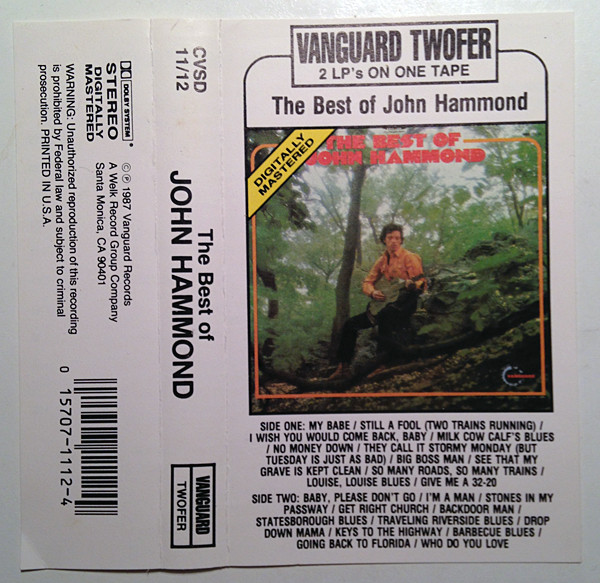 VANGUARD TWOFER
2 LP's ON ONE TAPE
The Best of John Hammond
THE BEST OF
JOHN HAMMOND
DIGITALLY
MASTERED
SIDE ONE: MY BABE / STILL A FOOL (TWO TRAINS RUNNING) /
I WISH YOU WOULD COME BACK, BABY / MILK COW CALF'S BLUES
/ NO MONEY DOWN / THEY CALL IT STORMY MONDAY (BUT
TUESDAY IS JUST AS BAD) / BIG BOSS MAN / SEE THAT MY
GRAVE IS KEPT CLEAN / SO MANY ROADS, SO MANY TRAINS /
LOUISE, LOUISE BLUES / GIVE ME A 32-20
SIDE TWO: BABY, PLEASE DON'T GO / I'M A MAN / STONES IN MY
PASSWAY / GET RIGHT CHURCH / BACKDOOR MAN /
STATESBOROUGH BLUES / TRAVELING RIVERSIDE BLUES / DROP
DOWN MAMA / KEYS TO THE HIGHWAY / BARBECUE BLUES /
GOING BACK TO FLORIDA / WHO DO YOU LOVE
CVSD
11/12
The Best of
JOHN HAMMOND
VANGUARD
TWOFER
DOLBY SYSTEM
STEREO
DIGITALLY
MASTERED
© ℗ 1987 Vanguard Records
A Welk Record Group Company
Santa Monica, CA 90401
WARNING: Unauthorized reproduction of this recording
is prohibited by Federal law and subject to criminal
prosecution. PRINTED IN U.S.A.
0 15707-1112-4